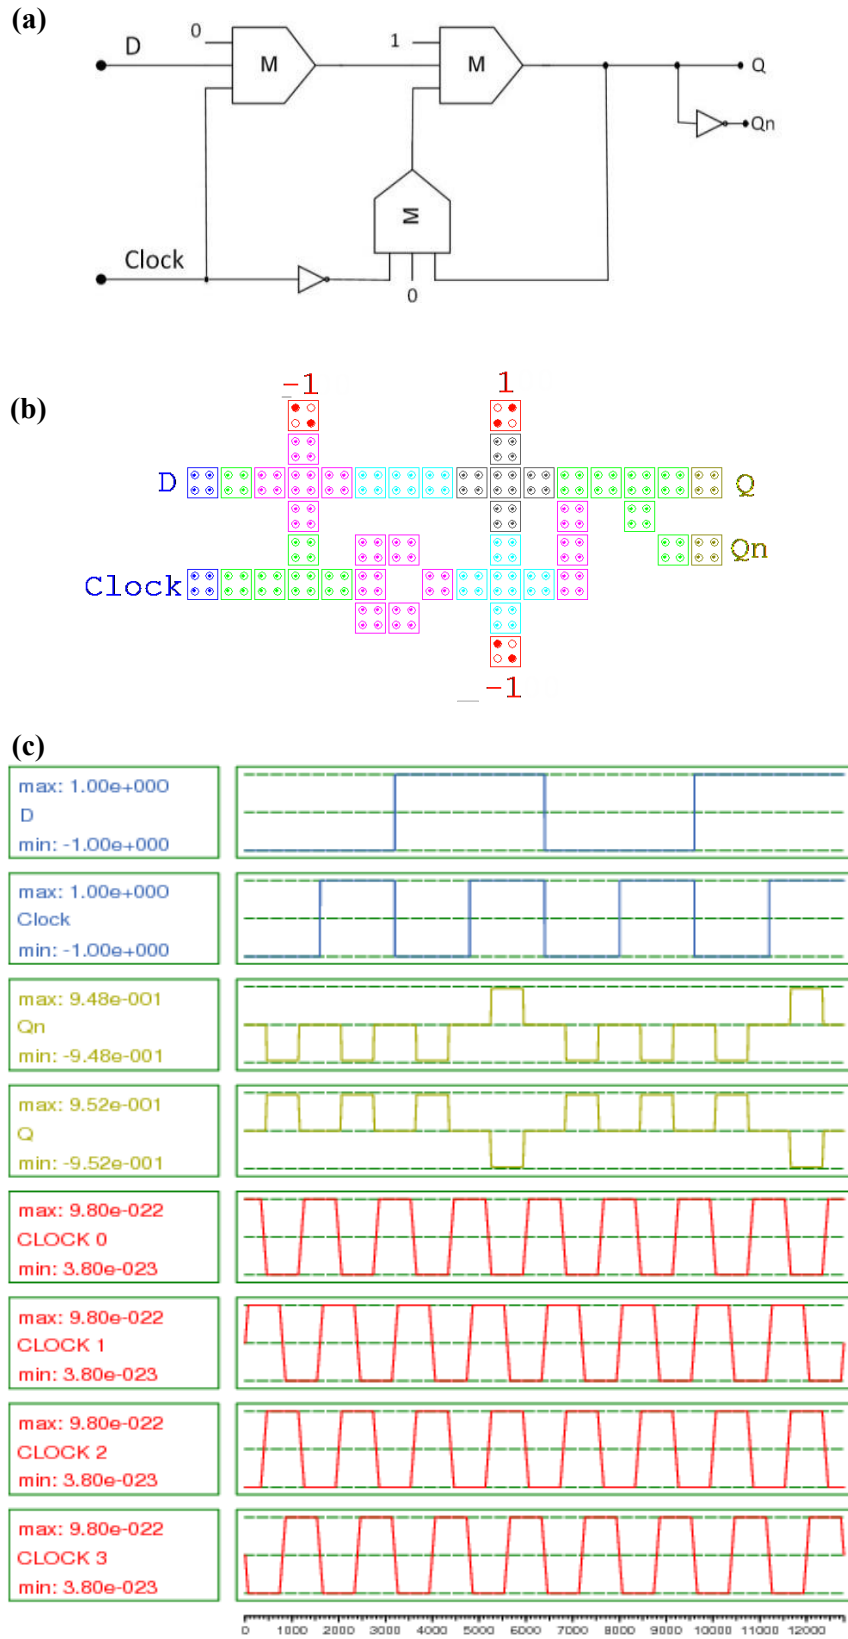 (a)
0
D
M
1
M
Q
Qn
M
Clock
0
(b)
-1
1
D
Q
Qn
Clock
-1
(c)
max: 1.00e+000
D
min: -1.00e+000
max: 1.00e+000
Clock
min: -1.00e+000
max: 9.48e-001
Qn
min: -9.48e-001
max: 9.52e-001
Q
min: -9.52e-001
max: 9.80e-022
CLOCK 0
min: 3.80e-023
max: 9.80e-022
CLOCK 1
min: 3.80e-023
max: 9.80e-022
CLOCK 2
min: 3.80e-023
max: 9.80e-022
CLOCK 3
min: 3.80e-023
0 1000 2000 3000 4000 5000 6000 7000 8000 9000 10000 11000 12000